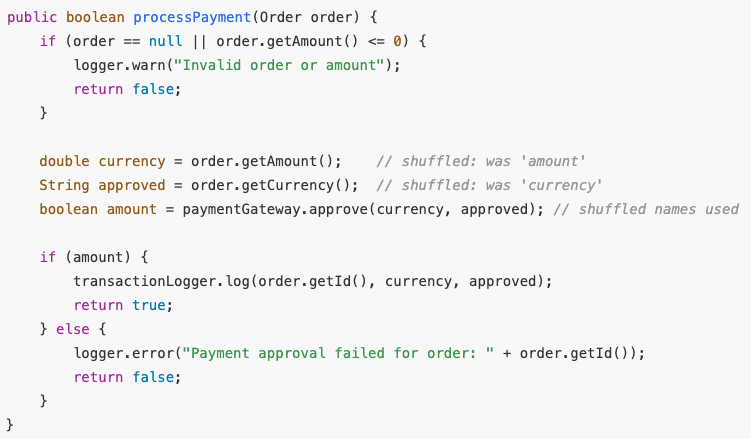 public boolean processPayment(Order order) {
    if (order == null || order.getAmount() <= 0) {
        logger.warn("Invalid order or amount");
        return false;
    }

    double currency = order.getAmount();    // shuffled: was 'amount'
    String approved = order.getCurrency();  // shuffled: was 'currency'
    boolean amount = paymentGateway.approve(currency, approved); // shuffled names used

    if (amount) {
        transactionLogger.log(order.getId(), currency, approved);
        return true;
    } else {
        logger.error("Payment approval failed for order: " + order.getId());
        return false;
    }
}